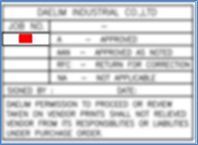 DAELIM INDUSTRIAL CO.,LTD
JOB NO. -
A - APPROVED
AAN - APPROVED AS NOTED
RFC - RETURN FOR CORRECTION
NA - NOT APPLICABLE
SIGNED BY : DATE:
DAELIM PERMISSION TO PROCEED OR REVIEW
TAKEN ON VENDOR PRINTS SHALL NOT RELIEVED
VENDOR FROM ITS RESPONSIBILITIES OR LIABILITIES
UNDER PURCHASE ORDER.